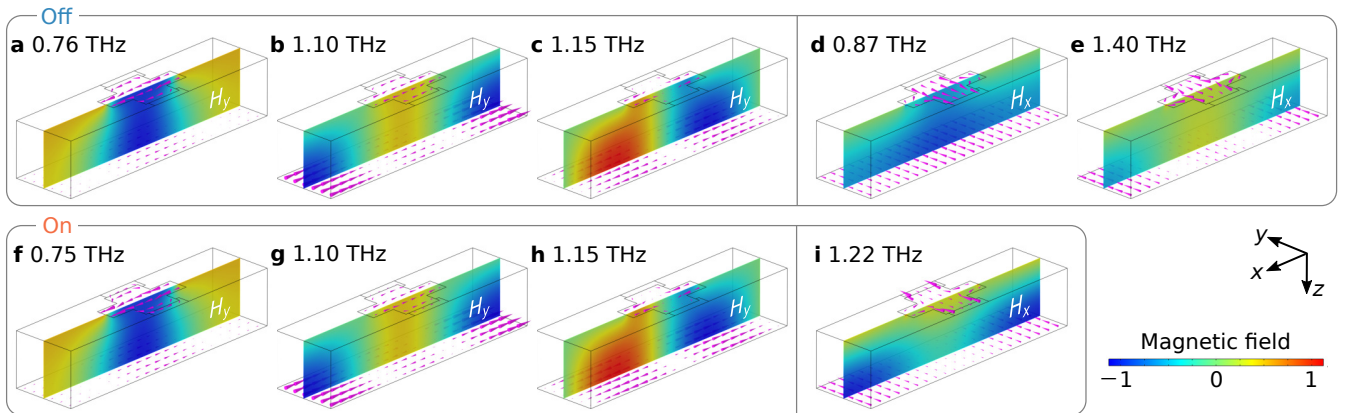 Off
a 0.76 THz
b 1.10 THz
c 1.15 THz
d 0.87 THz
e 1.40 THz
Hy
Hy
Hy
Hx
Hx
On
f 0.75 THz
g 1.10 THz
h 1.15 THz
i 1.22 THz
Hy
Hy
Hy
Hx
y
x
z
Magnetic field
−1 0 1